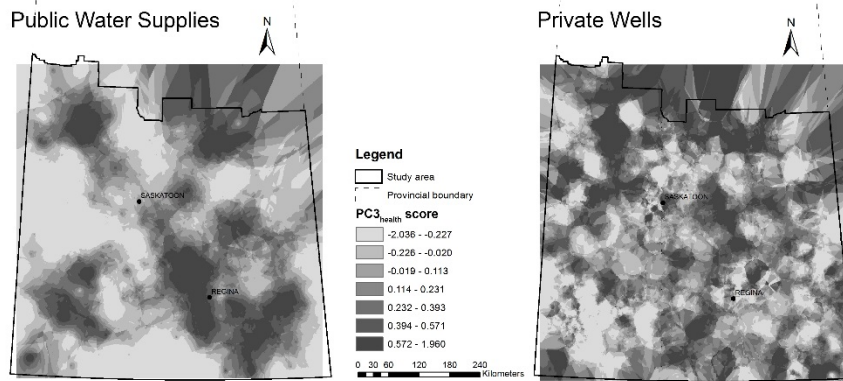 Public Water Supplies
N
SASKATOON
REGINA
Legend
Study area
Provincial boundary
PC3health score
-2.036 - -0.227
-0.226 - -0.020
-0.019 - 0.113
0.114 - 0.231
0.232 - 0.393
0.394 - 0.571
0.572 - 1.960
0 30 60 120 180 240
Kilometers
Private Wells
N
SASKATOON
REGINA